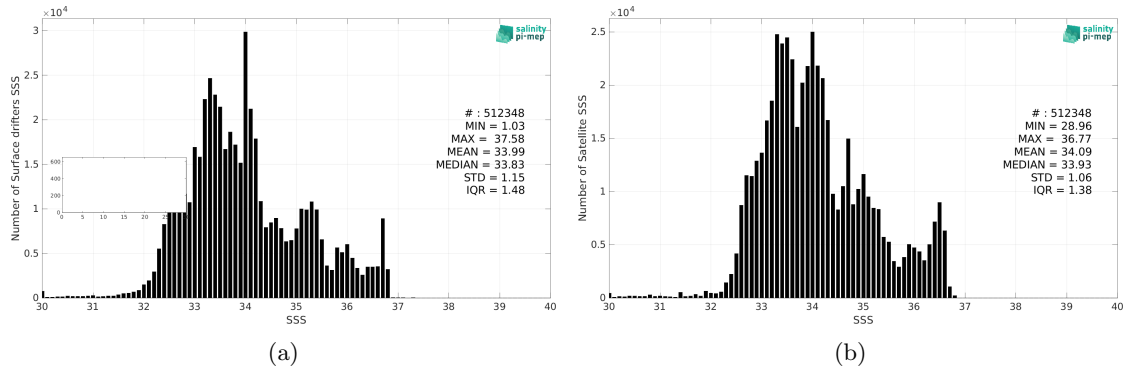 ×10^4
salinity
pi-mep
3
2.5
2
1.5
1
0.5
0
Number of Surface drifters SSS
# : 512348
MIN = 1.03
MAX = 37.58
MEAN = 33.99
MEDIAN = 33.83
STD = 1.15
IQR = 1.48
600
400
200
0
0 5 10 15 20 25
30 31 32 33 34 35 36 37 38 39 40
SSS
(a)
×10^4
salinity
pi-mep
2.5
2
1.5
1
0.5
0
Number of Satellite SSS
# : 512348
MIN = 28.96
MAX = 36.77
MEAN = 34.09
MEDIAN = 33.93
STD = 1.06
IQR = 1.38
30 31 32 33 34 35 36 37 38 39 40
SSS
(b)